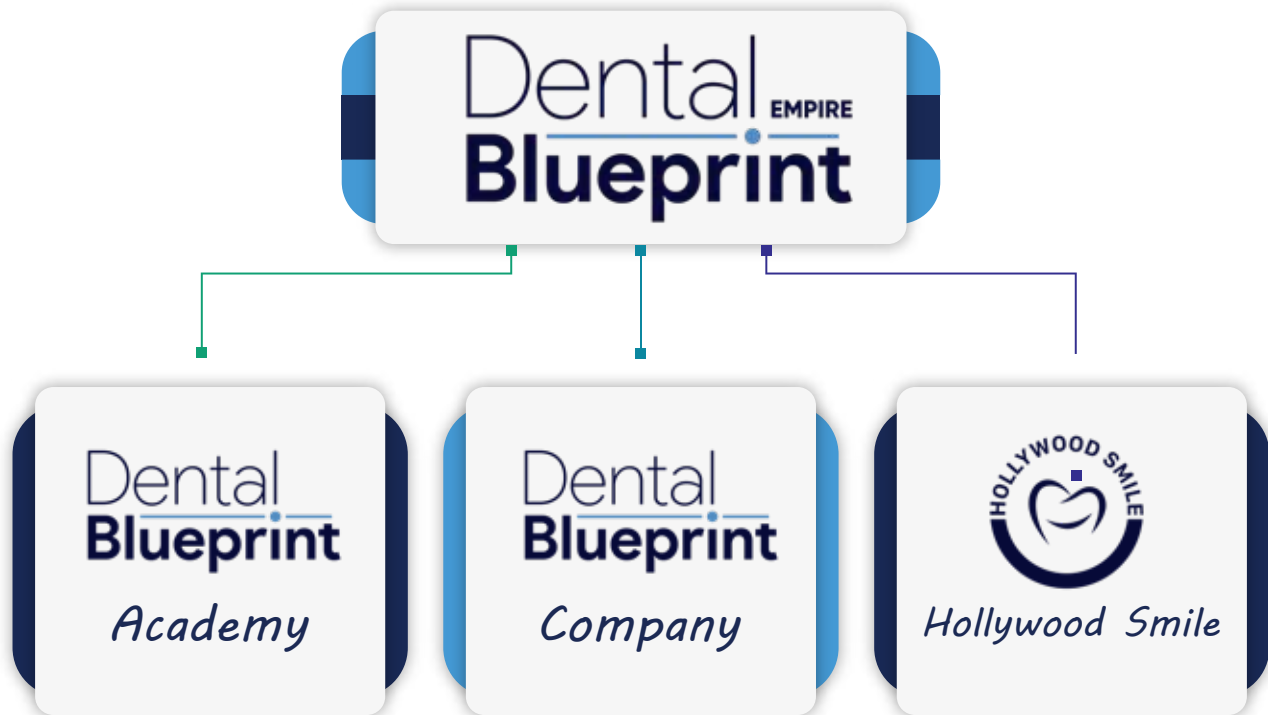 Dental
EMPIRE
Blueprint
Dental
Blueprint
Academy
Dental
Blueprint
Company
HOLLYWOOD SMILE
Hollywood Smile